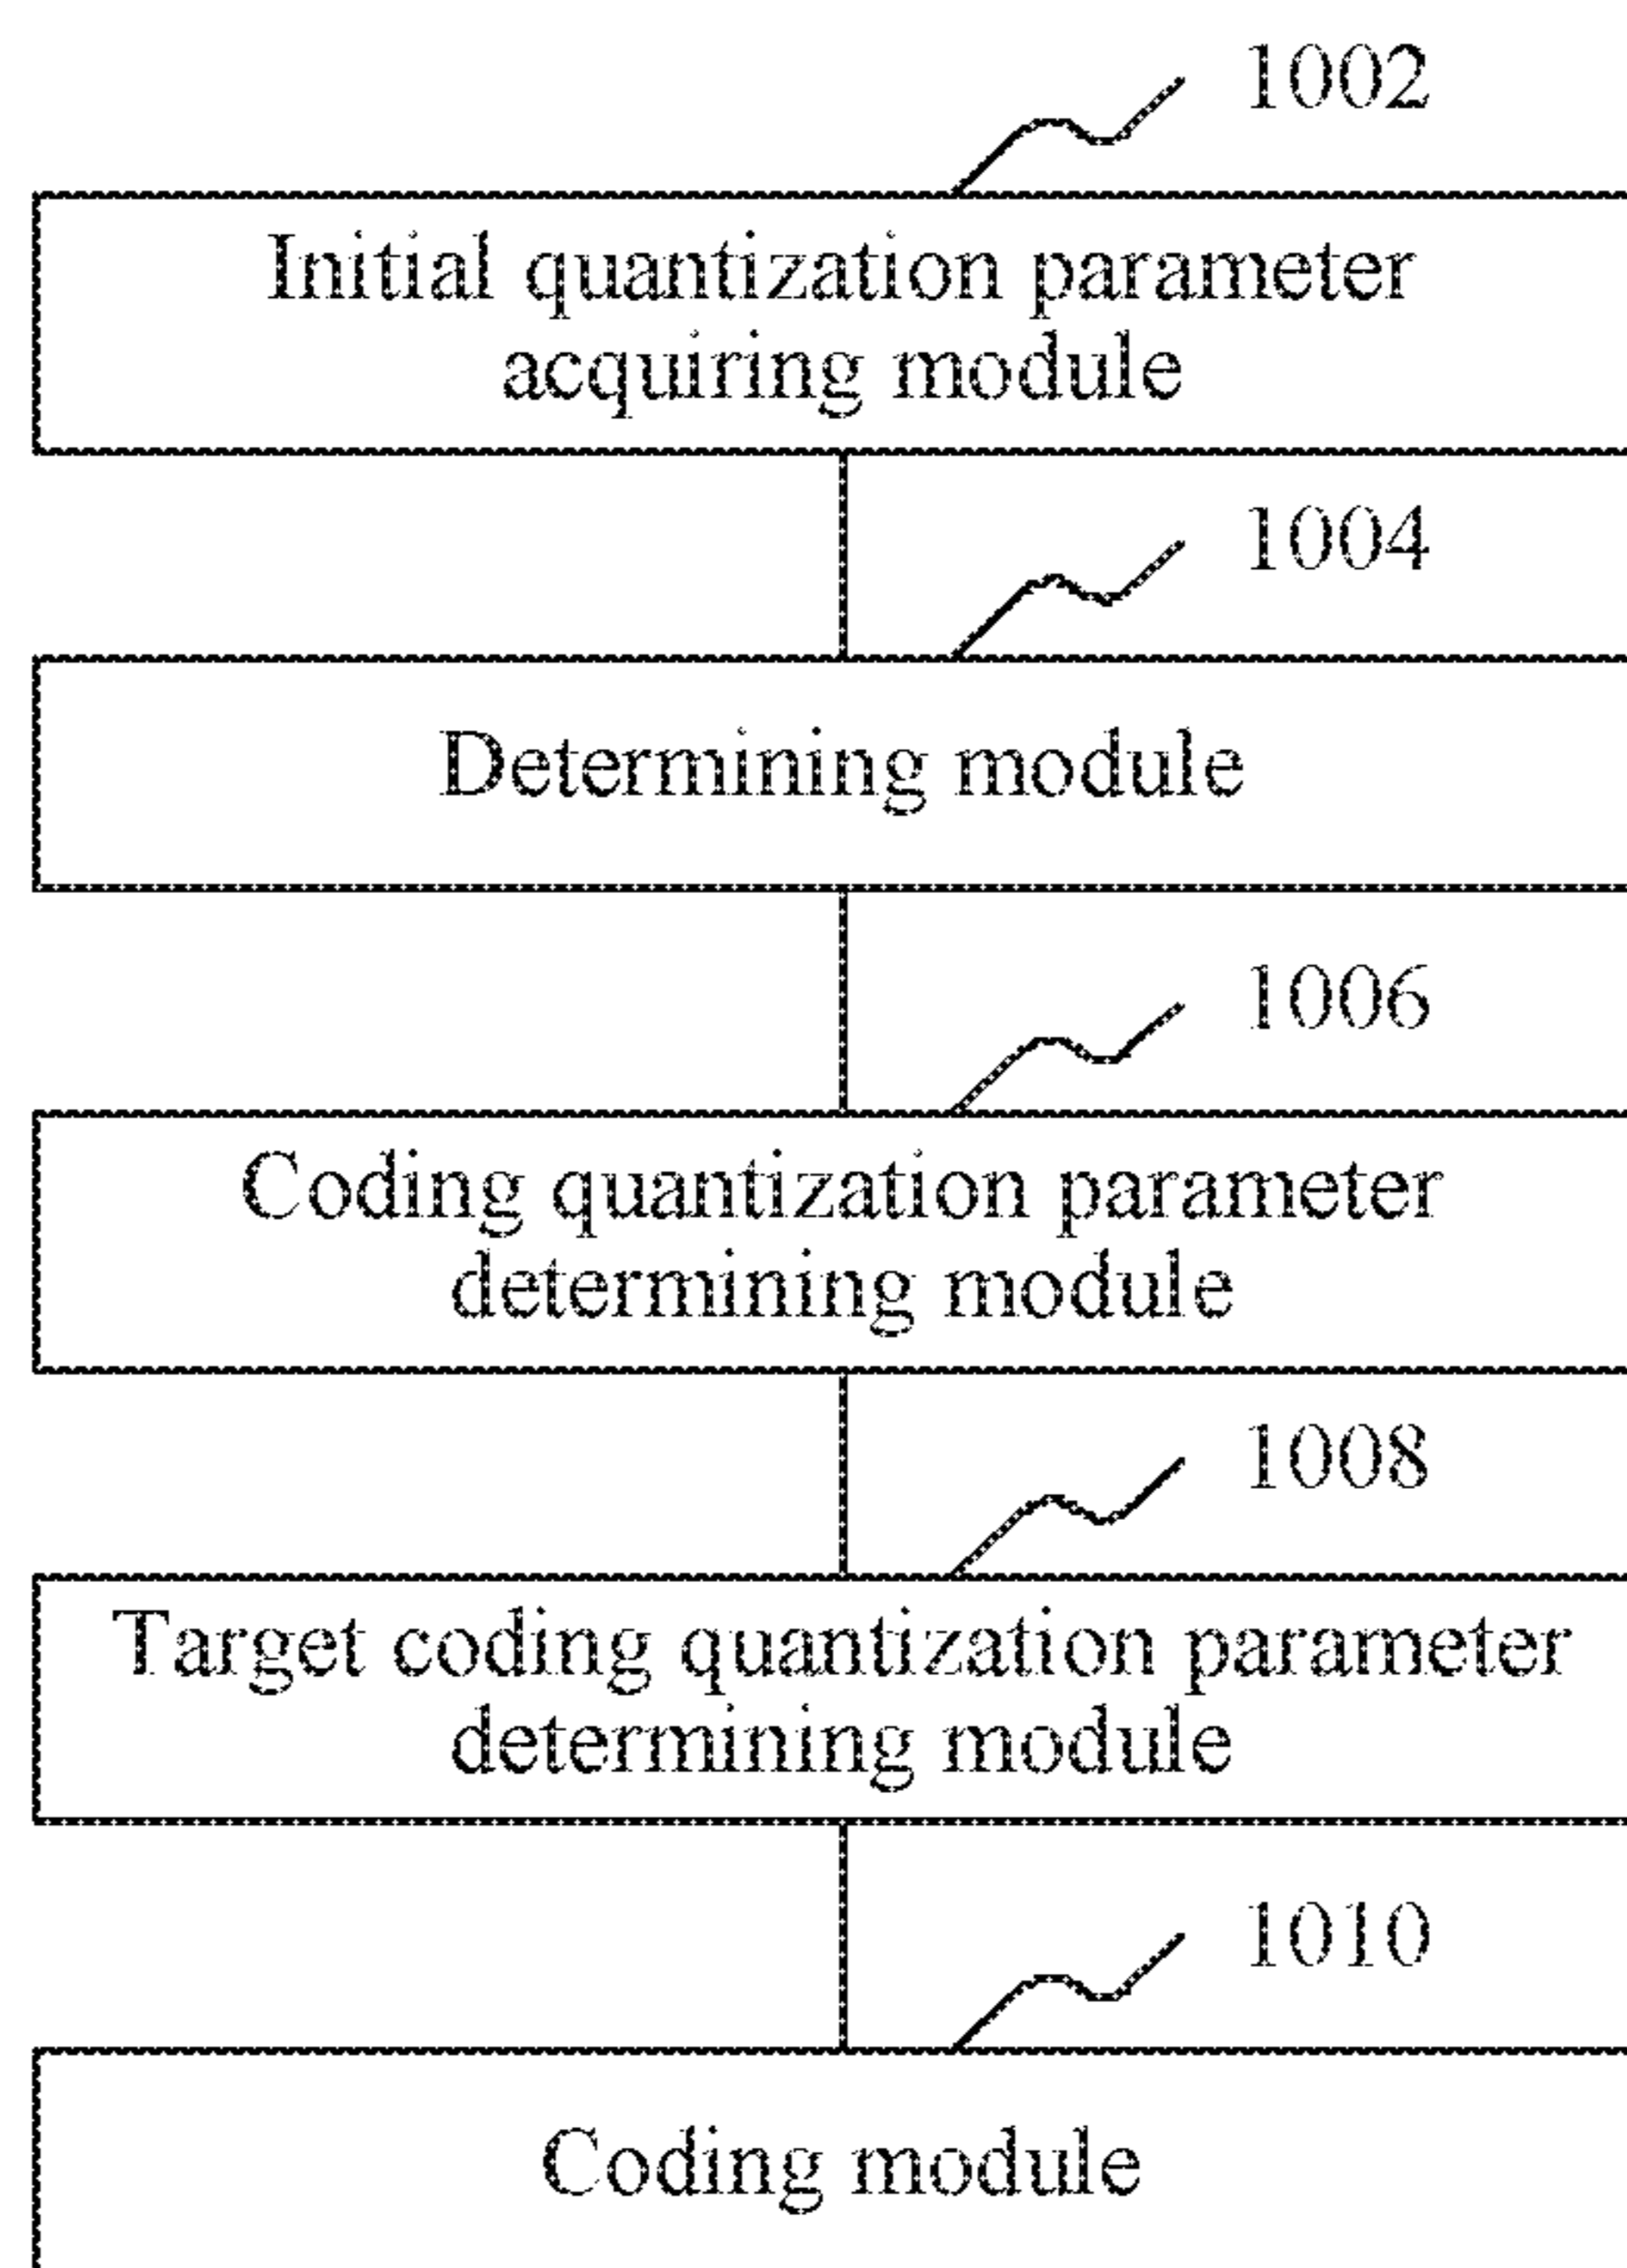 1002
Initial quantization parameter
acquiring module
1004
Determining module
1006
Coding quantization parameter
determining module
1008
Target coding quantization parameter
determining module
1010
Coding module